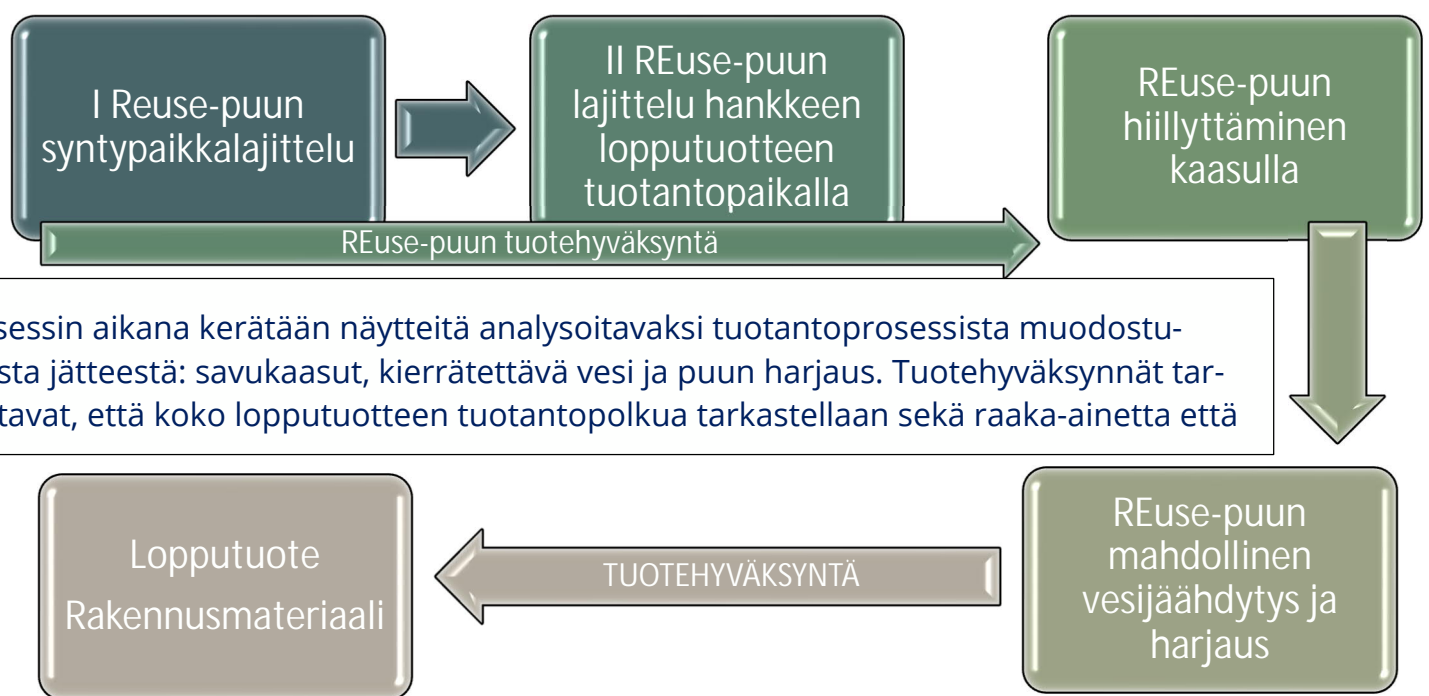 I Reuse-puun
syntypaikkalajittelu
II REuse-puun
lajittelu hankkeen
lopputuotteen
tuotantopaikalla
REuse-puun
hiillyttäminen
kaasulla
REuse-puun tuotehyväksyntä
sessin aikana kerätään näytteitä analysoitavaksi tuotantoprosessista muodostu-
sta jätteestä: savukaasut, kierrätettävä vesi ja puun harjaus. Tuotehyväksynnät tar-
tavat, että koko lopputuotteen tuotantopolkua tarkastellaan sekä raaka-ainetta että
REuse-puun
mahdollinen
vesijäähdytys ja
harjaus
TUOTEHYVÄKSYNTÄ
Lopputuote
Rakennusmateriaali